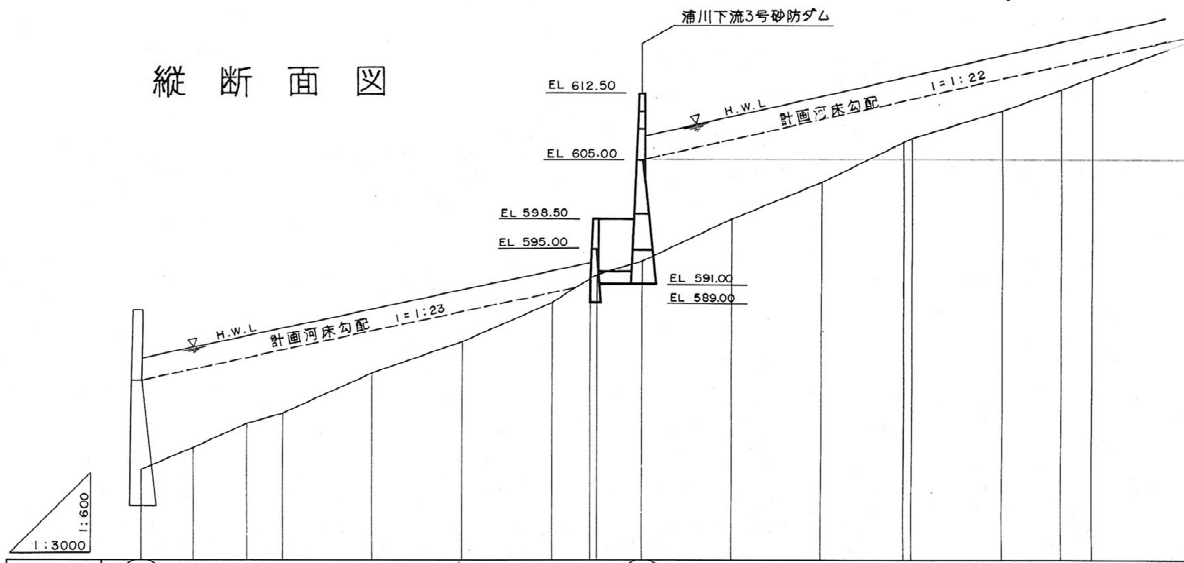 浦川下流3号砂防ダム
縦断面図
EL 612.50
H.W.L
計画河床勾配 I=1:22
EL 605.00
EL 598.50
EL 595.00
EL 591.00
EL 589.00
H.W.L
計画河床勾配 I=1:23
1:600
1:3000